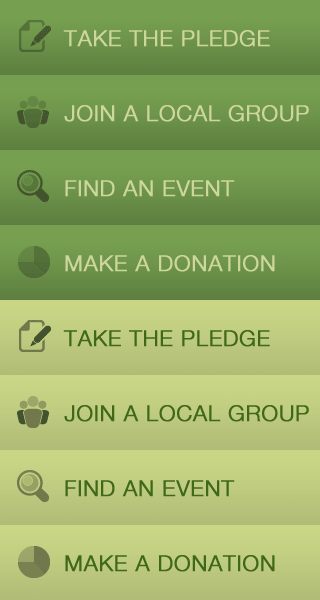 TAKE THE PLEDGE
JOIN A LOCAL GROUP
FIND AN EVENT
MAKE A DONATION
TAKE THE PLEDGE
JOIN A LOCAL GROUP
FIND AN EVENT
MAKE A DONATION